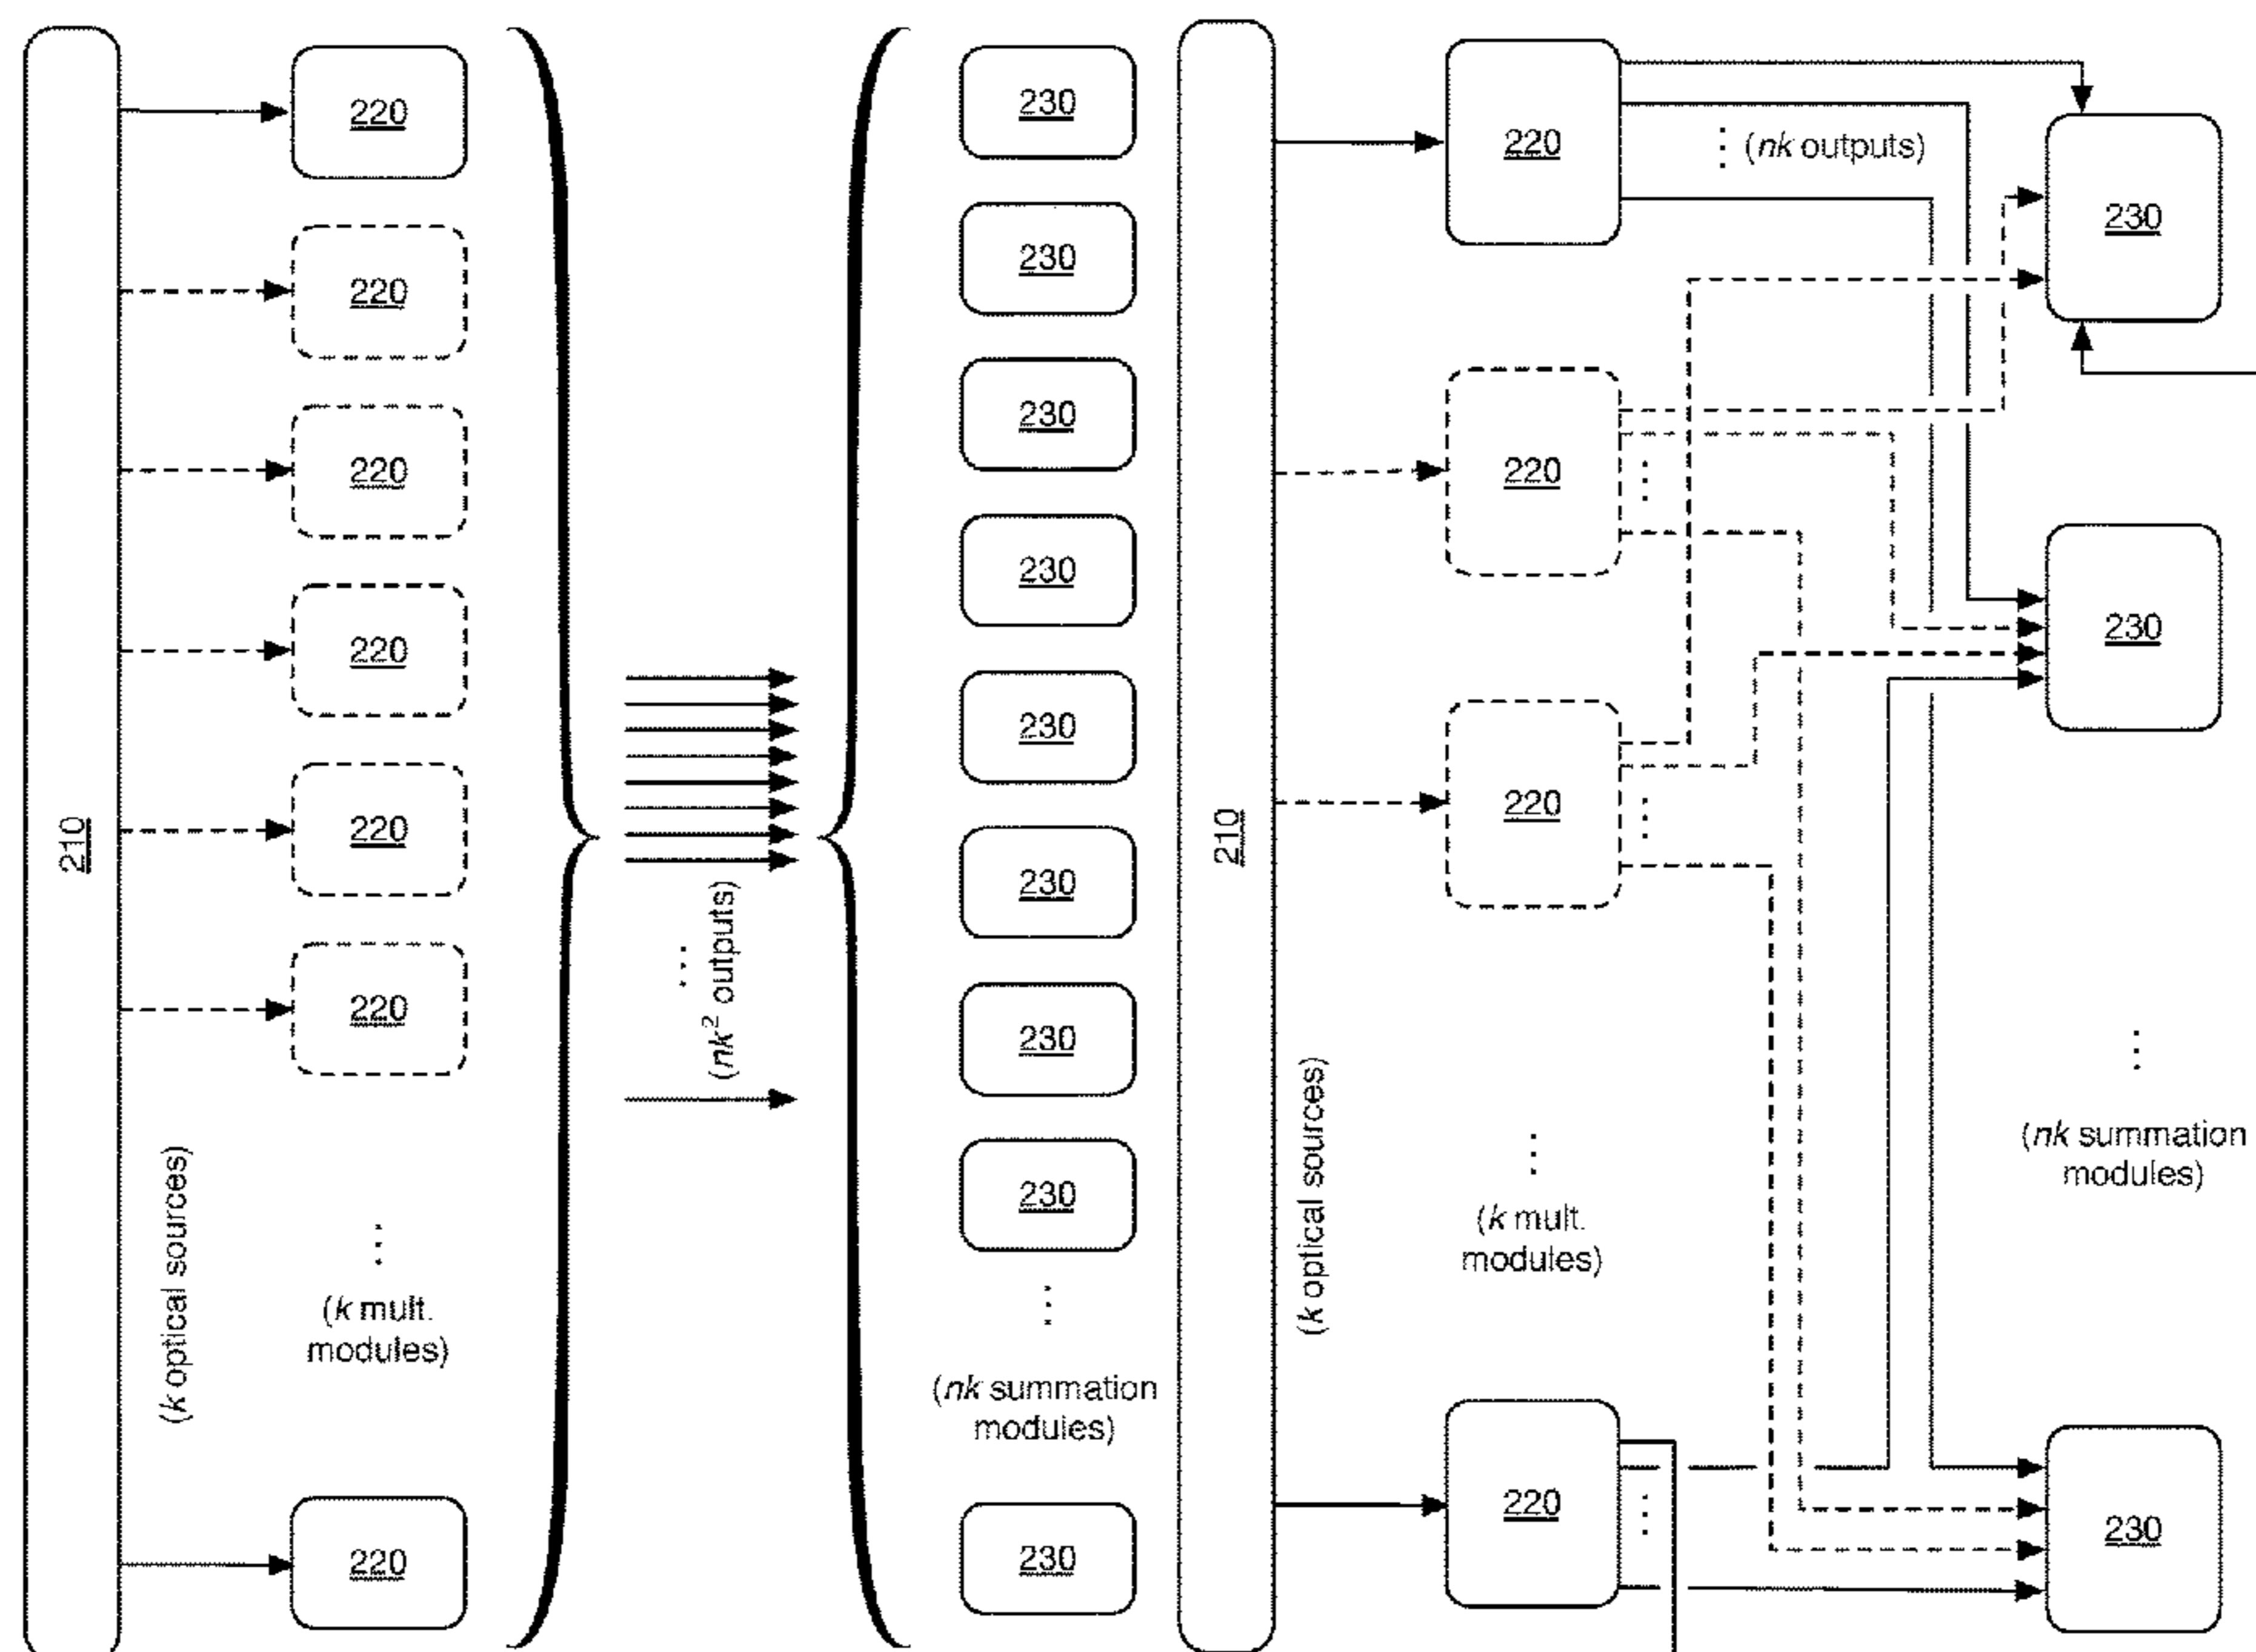 210
(k optical sources)
220
220
220
220
220
220
⋮
(k mult.
modules)
220
⋮
(nk² outputs)
230
230
230
230
230
230
230
230
⋮
(nk summation
modules)
230
210
(k optical sources)
220
⋮ (nk outputs)
220
⋮
220
⋮
⋮
(k mult.
modules)
220
⋮
230
230
⋮
(nk summation
modules)
230